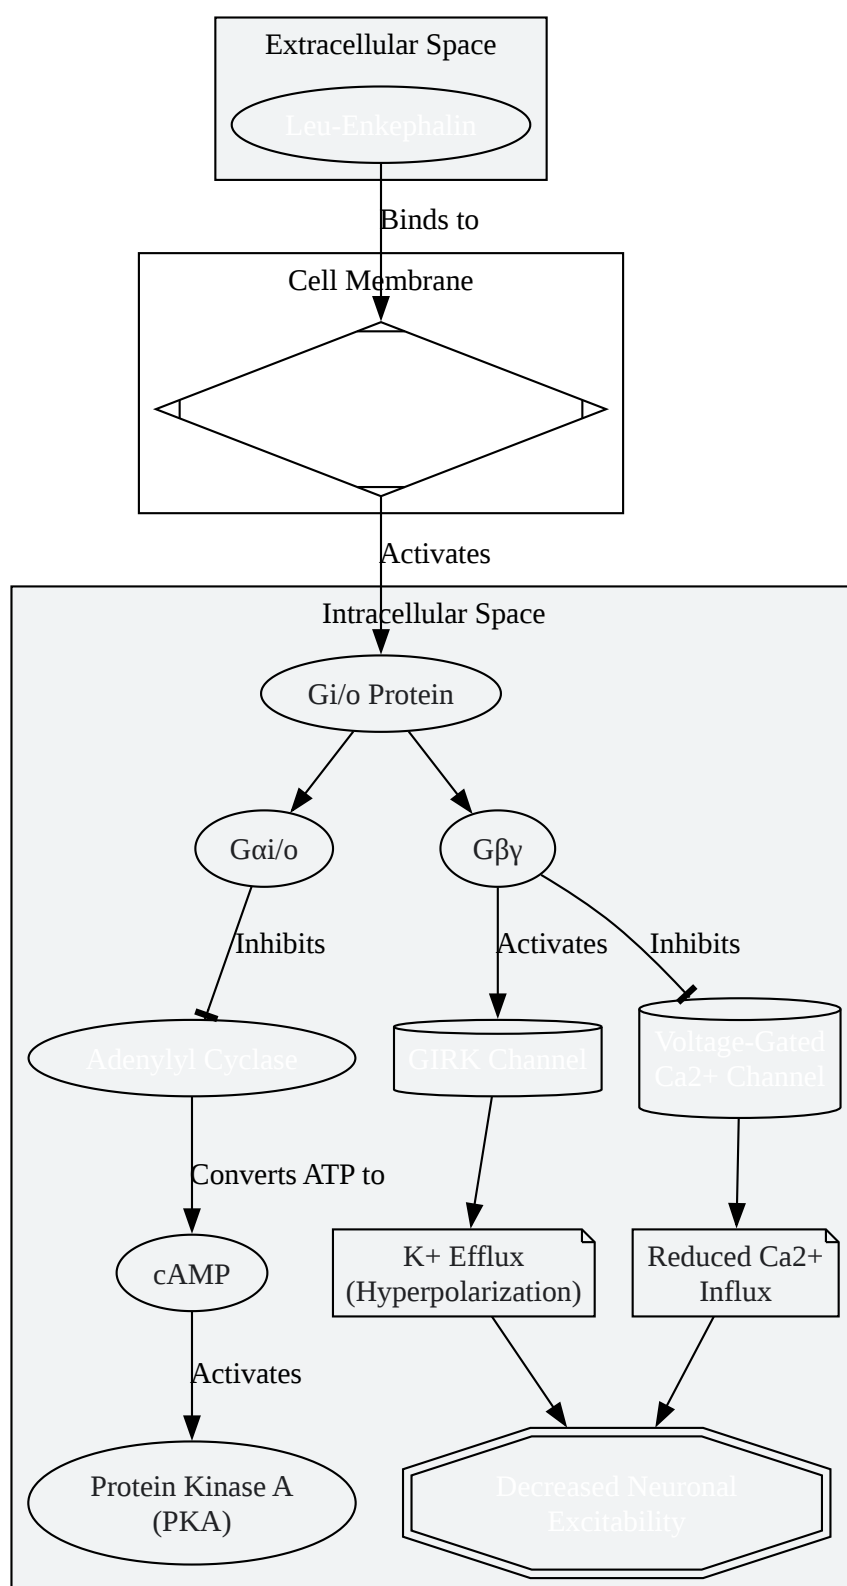 Extracellular Space
Leu-Enkephalin
Binds to
Cell Membrane
Activates
Intracellular Space
Gi/o Protein
Gαi/o
Gβγ
Inhibits
Activates
Inhibits
Adenylyl Cyclase
GIRK Channel
Voltage-Gated
Ca2+ Channel
Converts ATP to
cAMP
K+ Efflux
(Hyperpolarization)
Reduced Ca2+
Influx
Activates
Protein Kinase A
(PKA)
Decreased Neuronal
Excitability